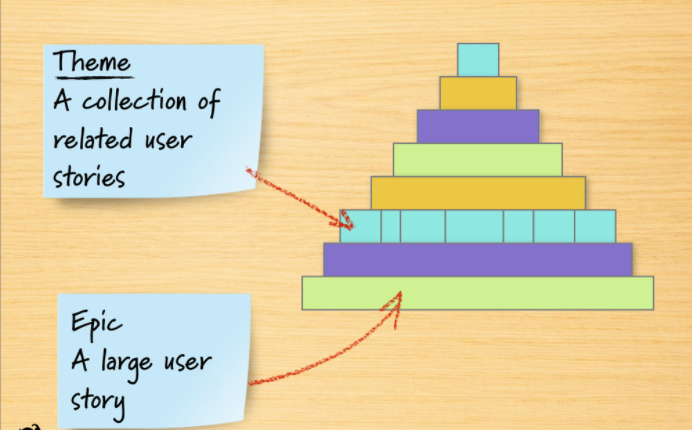 Theme
A collection of
related user
stories
Epic
A large user
story